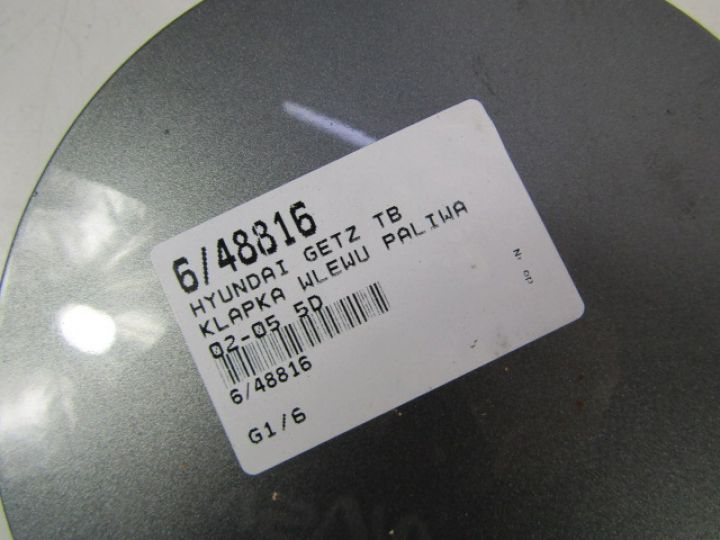 6/48816
HYUNDAI GETZ TB
KLAPKA WLEWU PALIWA
02-05 5D
6/48816
G1/6